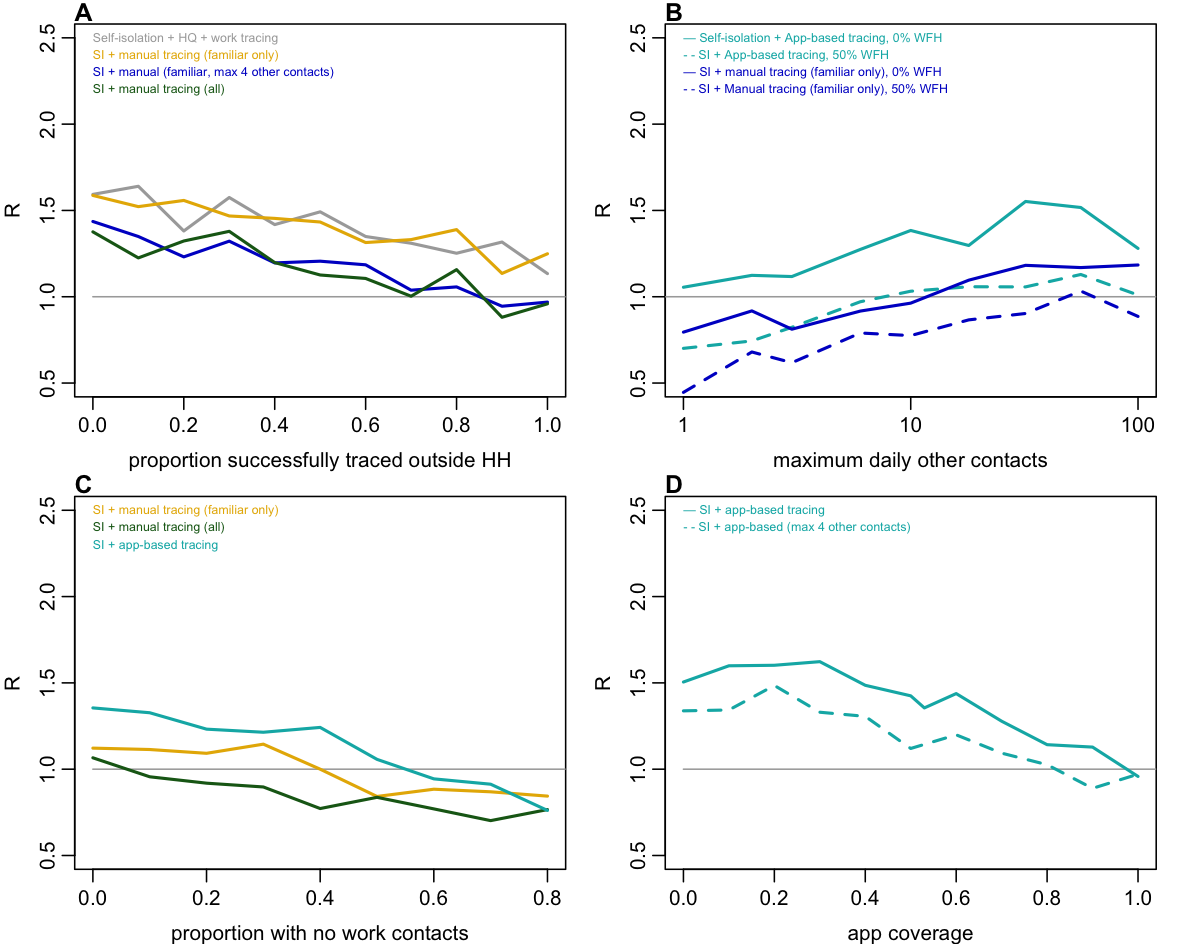 A
Self-isolation + HQ + work tracing
SI + manual tracing (familiar only)
SI + manual (familiar, max 4 other contacts)
SI + manual tracing (all)
R
2.5
2.0
1.5
1.0
0.5
0.0 0.2 0.4 0.6 0.8 1.0
proportion successfully traced outside HH
B
— Self-isolation + App-based tracing, 0% WFH
- - SI + App-based tracing, 50% WFH
— SI + manual tracing (familiar only), 0% WFH
- - SI + Manual tracing (familiar only), 50% WFH
R
2.5
2.0
1.5
1.0
0.5
1 10 100
maximum daily other contacts
C
SI + manual tracing (familiar only)
SI + manual tracing (all)
SI + app-based tracing
R
2.5
2.0
1.5
1.0
0.5
0.0 0.2 0.4 0.6 0.8
proportion with no work contacts
D
— SI + app-based tracing
- - SI + app-based (max 4 other contacts)
R
2.5
2.0
1.5
1.0
0.5
0.0 0.2 0.4 0.6 0.8 1.0
app coverage